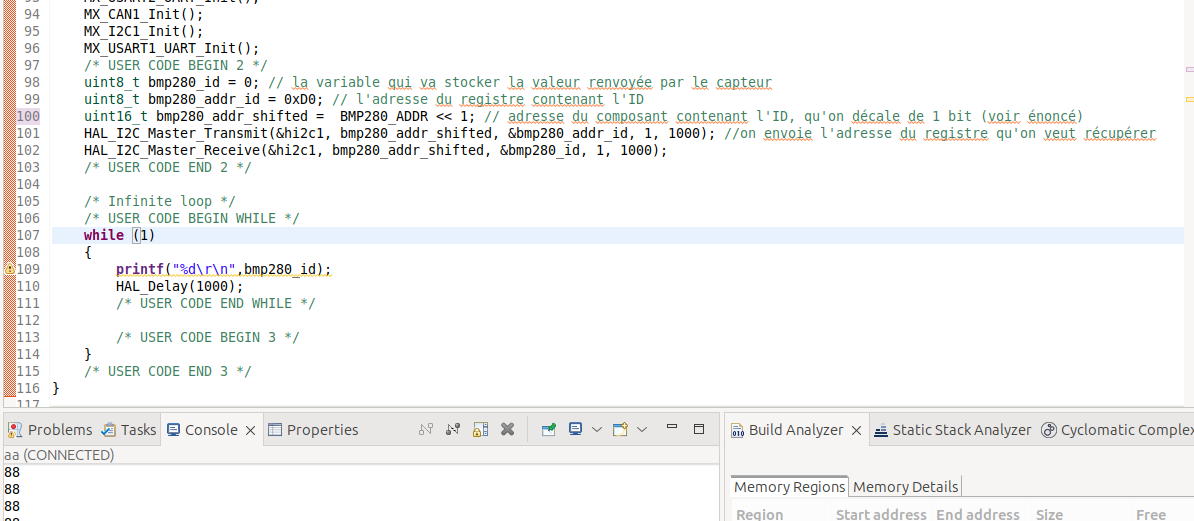 93 MX_USART2_UART_Init();
94 MX_CAN1_Init();
95 MX_I2C1_Init();
96 MX_USART1_UART_Init();
97 /* USER CODE BEGIN 2 */
98 uint8_t bmp280_id = 0; // la variable qui va stocker la valeur renvoyée par le capteur
99 uint8_t bmp280_addr_id = 0xD0; // l'adresse du registre contenant l'ID
100 uint16_t bmp280_addr_shifted =  BMP280_ADDR << 1; // adresse du composant contenant l'ID, qu'on décale de 1 bit (voir énoncé)
101 HAL_I2C_Master_Transmit(&hi2c1, bmp280_addr_shifted, &bmp280_addr_id, 1, 1000); //on envoie l'adresse du registre qu'on veut récupérer
102 HAL_I2C_Master_Receive(&hi2c1, bmp280_addr_shifted, &bmp280_id, 1, 1000);
103 /* USER CODE END 2 */
104
105 /* Infinite loop */
106 /* USER CODE BEGIN WHILE */
107 while (1)
108 {
109 printf("%d\r\n",bmp280_id);
110 HAL_Delay(1000);
111 /* USER CODE END WHILE */
112
113 /* USER CODE BEGIN 3 */
114 }
115 /* USER CODE END 3 */
116 }
117
Problems Tasks Console Properties
aa (CONNECTED)
88
88
88
88
Build Analyzer Static Stack Analyzer Cyclomatic Complex
Memory Regions Memory Details
Region Start address End address Size Free